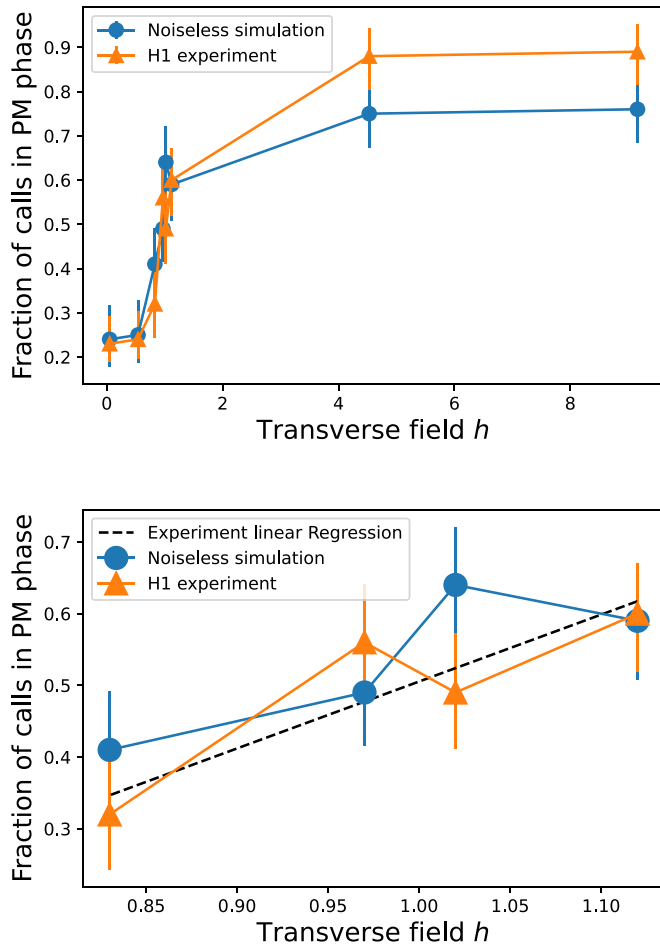 Noiseless simulation
H1 experiment
0.9
0.8
0.7
0.6
0.5
0.4
0.3
0.2
Fraction of calls in PM phase
0 2 4 6 8
Transverse field h
Experiment linear Regression
Noiseless simulation
H1 experiment
0.7
0.6
0.5
0.4
0.3
Fraction of calls in PM phase
0.85 0.90 0.95 1.00 1.05 1.10
Transverse field h